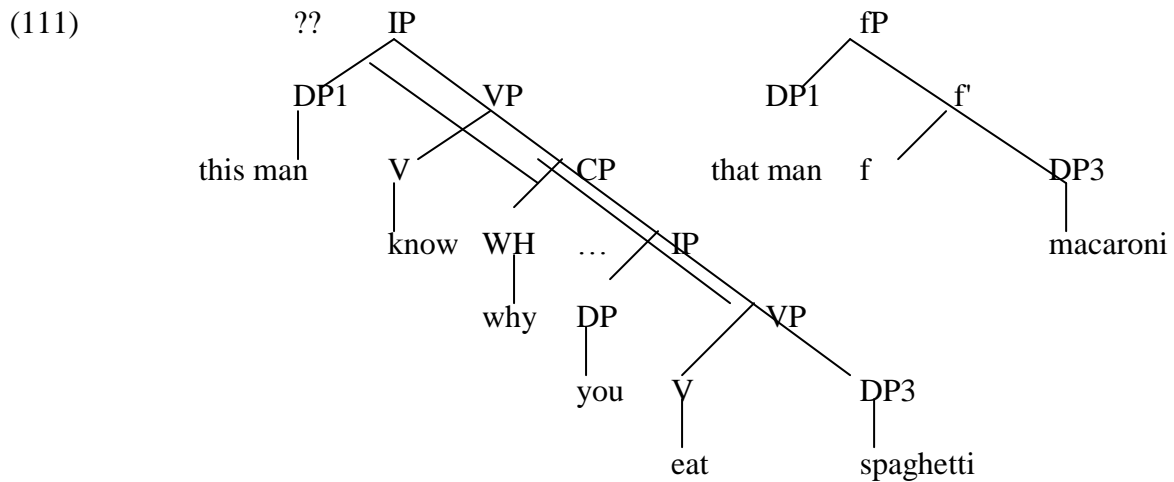 (111) ?? IP fP
DP1 VP DP1 f'
this man V CP that man f DP3
know WH … IP macaroni
why DP VP
you V DP3
eat spaghetti